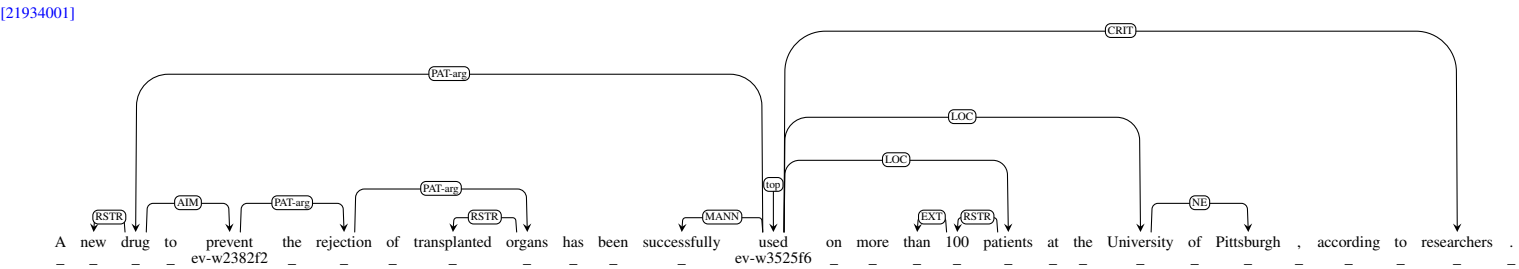 [21934001]
CRIT
PAT-arg
LOC
LOC
top
PAT-arg
RSTR AIM PAT-arg RSTR MANN EXT RSTR NE
A new drug to prevent the rejection of transplanted organs has been successfully used on more than 100 patients at the University of Pittsburgh , according to researchers .
_ _ _ _ ev-w2382f2 _ _ _ _ _ _ _ _ ev-w3525f6 _ _ _ _ _ _ _ _ _ _ _ _ _ _ _